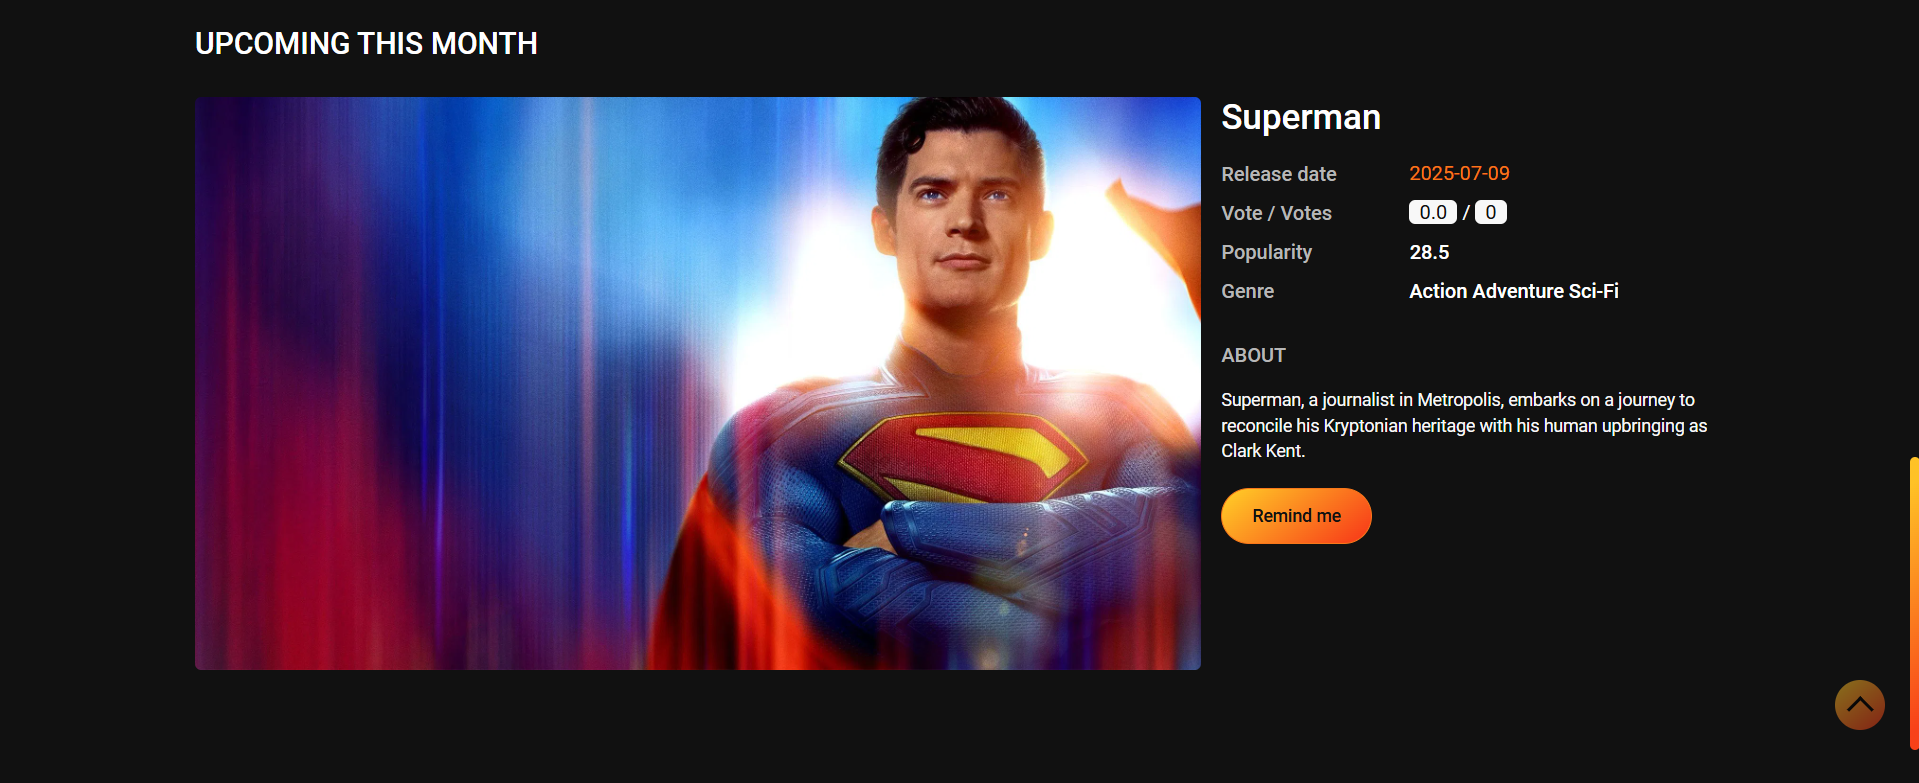 UPCOMING THIS MONTH
Superman
Release date 2025-07-09
Vote / Votes 0.0 / 0
Popularity 28.5
Genre Action Adventure Sci-Fi
ABOUT
Superman, a journalist in Metropolis, embarks on a journey to
reconcile his Kryptonian heritage with his human upbringing as
Clark Kent.
Remind me